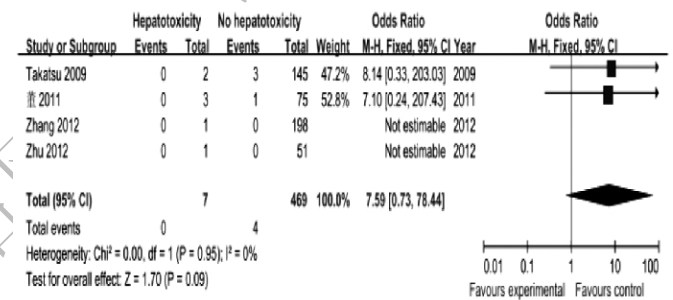 Hepatotoxicity No hepatotoxicity Odds Ratio Odds Ratio
Study or Subgroup Events Total Events Total Weight M-H. Fixed. 95% CI Year M-H. Fixed. 95% CI
Takatsu 2009 0 2 3 145 47.2% 8.14 [0.33, 203.03] 2009
2011 0 3 1 75 52.8% 7.10 [0.24, 207.43] 2011
Zhang 2012 0 1 0 198 Not estimable 2012
Zhu 2012 0 1 0 51 Not estimable 2012
Total (95% CI) 7 469 100.0% 7.59 [0.73, 78.44]
Total events 0 4
Heterogeneity: Chi² = 0.00, df = 1 (P = 0.95); I² = 0%
Test for overall effect: Z = 1.70 (P = 0.09)
0.01 0.1 1 10 100
Favours experimental Favours control